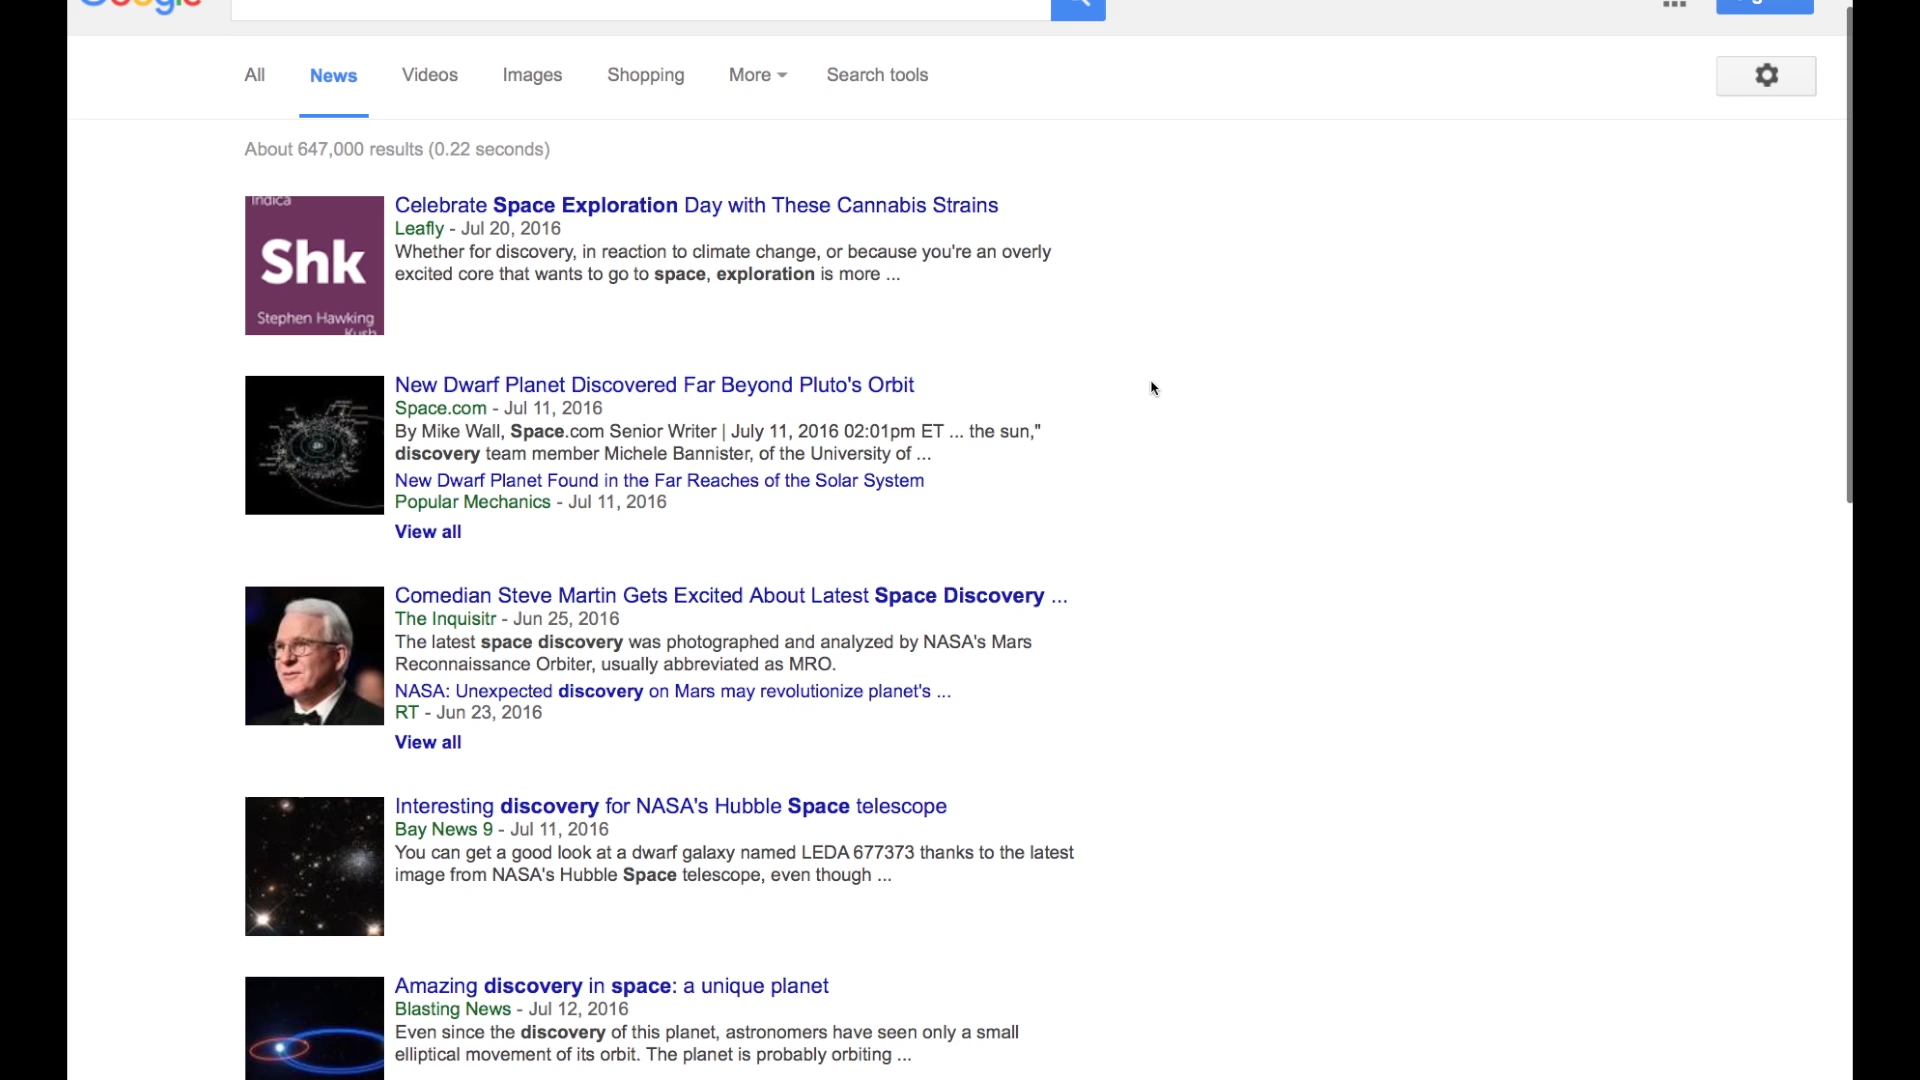 Google
All News Videos Images Shopping More Search tools
About 647,000 results (0.22 seconds)
Indica
Shk
Stephen Hawking
Kush
Celebrate Space Exploration Day with These Cannabis Strains
Leafly - Jul 20, 2016
Whether for discovery, in reaction to climate change, or because you're an overly
excited core that wants to go to space, exploration is more ...
New Dwarf Planet Discovered Far Beyond Pluto's Orbit
Space.com - Jul 11, 2016
By Mike Wall, Space.com Senior Writer | July 11, 2016 02:01pm ET ... the sun,"
discovery team member Michele Bannister, of the University of ...
New Dwarf Planet Found in the Far Reaches of the Solar System
Popular Mechanics - Jul 11, 2016
View all
Comedian Steve Martin Gets Excited About Latest Space Discovery ...
The Inquisitr - Jun 25, 2016
The latest space discovery was photographed and analyzed by NASA's Mars
Reconnaissance Orbiter, usually abbreviated as MRO.
NASA: Unexpected discovery on Mars may revolutionize planet's ...
RT - Jun 23, 2016
View all
Interesting discovery for NASA's Hubble Space telescope
Bay News 9 - Jul 11, 2016
You can get a good look at a dwarf galaxy named LEDA 677373 thanks to the latest
image from NASA's Hubble Space telescope, even though ...
Amazing discovery in space: a unique planet
Blasting News - Jul 12, 2016
Even since the discovery of this planet, astronomers have seen only a small
elliptical movement of its orbit. The planet is probably orbiting ...